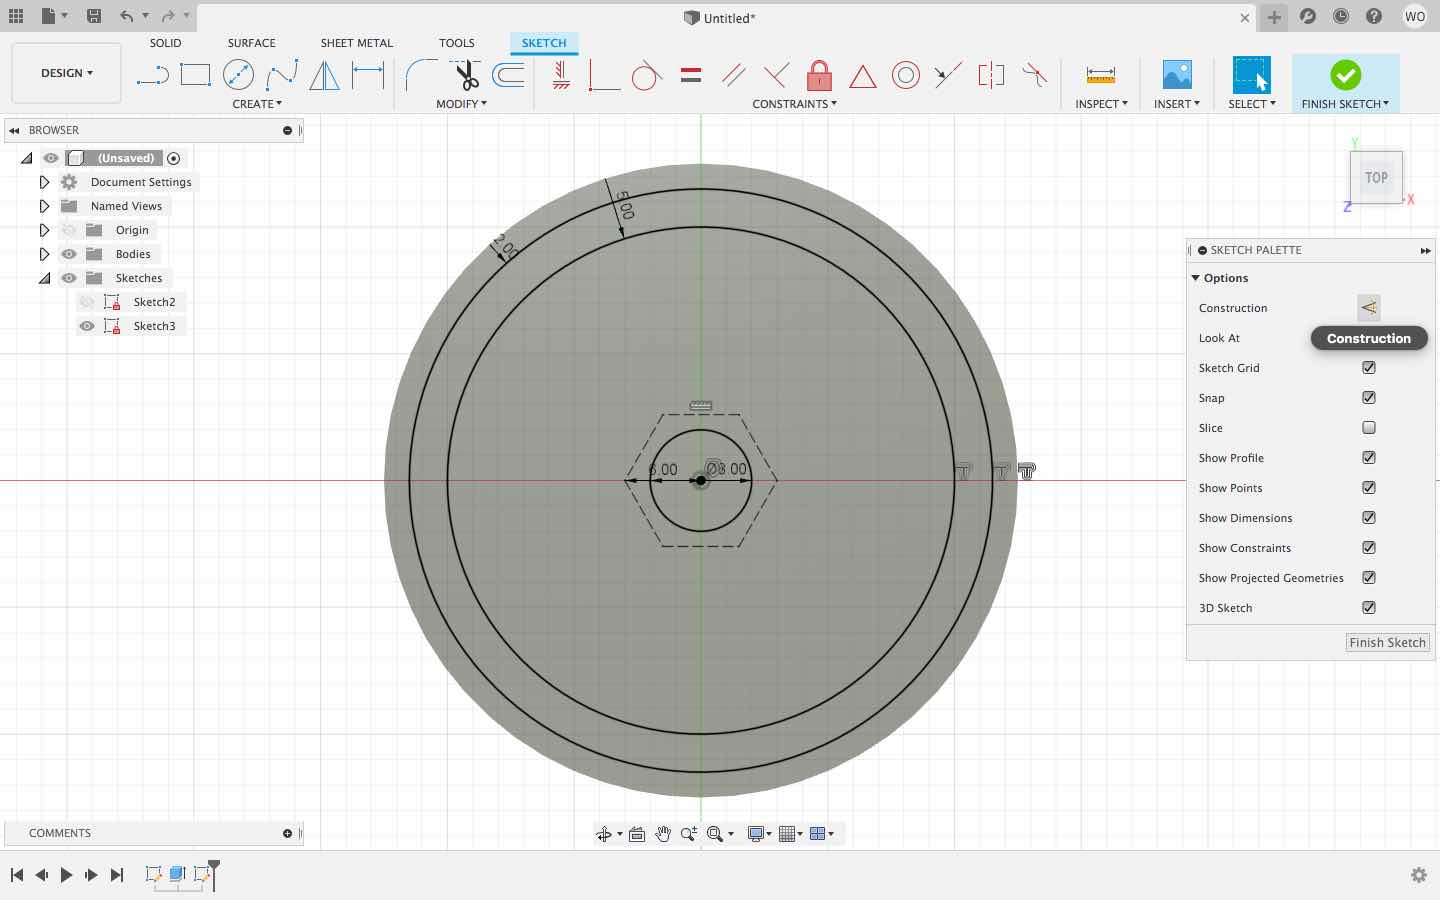 Untitled*
WO
DESIGN
SOLID
SURFACE
SHEET METAL
TOOLS
SKETCH
CREATE
MODIFY
CONSTRAINTS
INSPECT
INSERT
SELECT
FINISH SKETCH
BROWSER
(Unsaved)
Document Settings
Named Views
Origin
Bodies
Sketches
Sketch2
Sketch3
Y
TOP
X
Z
5.00
2.00
6.00
Ø8.00
SKETCH PALETTE
Options
Construction
Look At
Construction
Sketch Grid
Snap
Slice
Show Profile
Show Points
Show Dimensions
Show Constraints
Show Projected Geometries
3D Sketch
Finish Sketch
COMMENTS